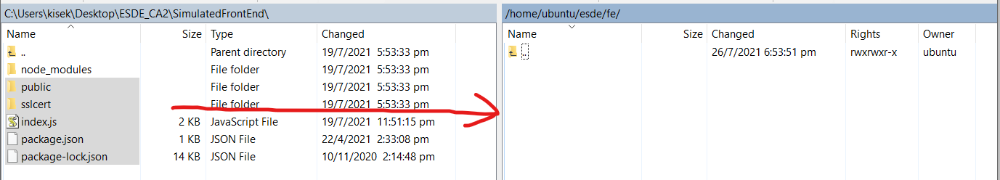 C:\Users\kisek\Desktop\ESDE_CA2\SimulatedFrontEnd\
Name Size Type Changed
.. Parent directory 19/7/2021 5:53:33 pm
node_modules File folder 19/7/2021 5:53:33 pm
public File folder 19/7/2021 5:53:33 pm
sslcert File folder 19/7/2021 5:53:33 pm
index.js 2 KB JavaScript File 19/7/2021 11:51:15 pm
package.json 1 KB JSON File 22/4/2021 2:33:08 pm
package-lock.json 14 KB JSON File 10/11/2020 2:14:48 pm
/home/ubuntu/esde/fe/
Name Size Changed Rights Owner
.. 26/7/2021 6:53:51 pm rwxrwxr-x ubuntu